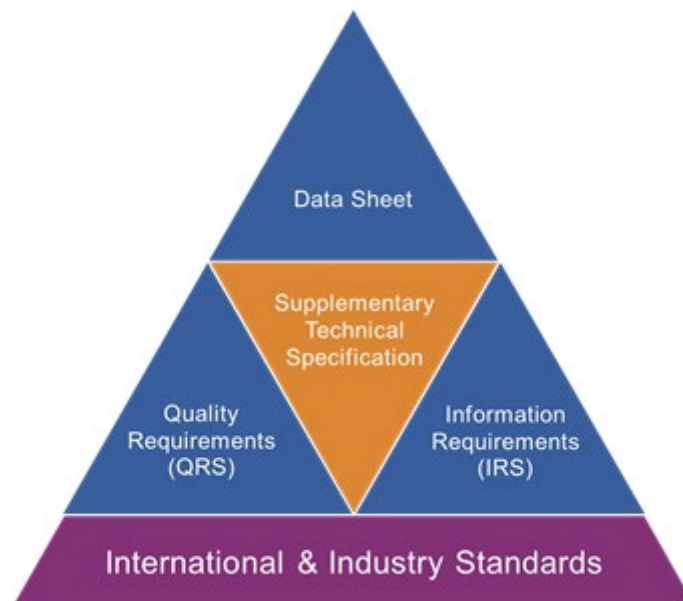 Data Sheet
Supplementary
Technical
Specification
Quality
Requirements
(QRS)
Information
Requirements
(IRS)
International & Industry Standards